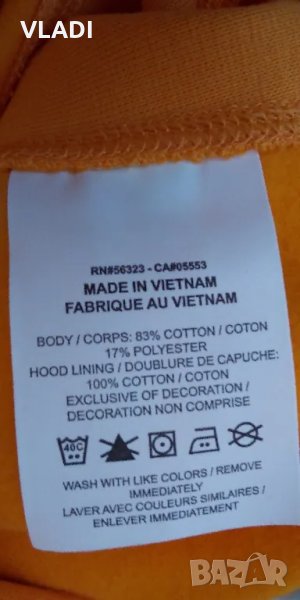 VLADI
RN#56323 - CA#05553
MADE IN VIETNAM
FABRIQUE AU VIETNAM
BODY / CORPS: 83% COTTON / COTON
17% POLYESTER
HOOD LINING / DOUBLURE DE CAPUCHE:
100% COTTON / COTON
EXCLUSIVE OF DECORATION /
DECORATION NON COMPRISE
40C
WASH WITH LIKE COLORS / REMOVE
IMMEDIATELY
LAVER AVEC COULEURS SIMILAIRES /
ENLEVER IMMEDIATEMENT
BAZAR